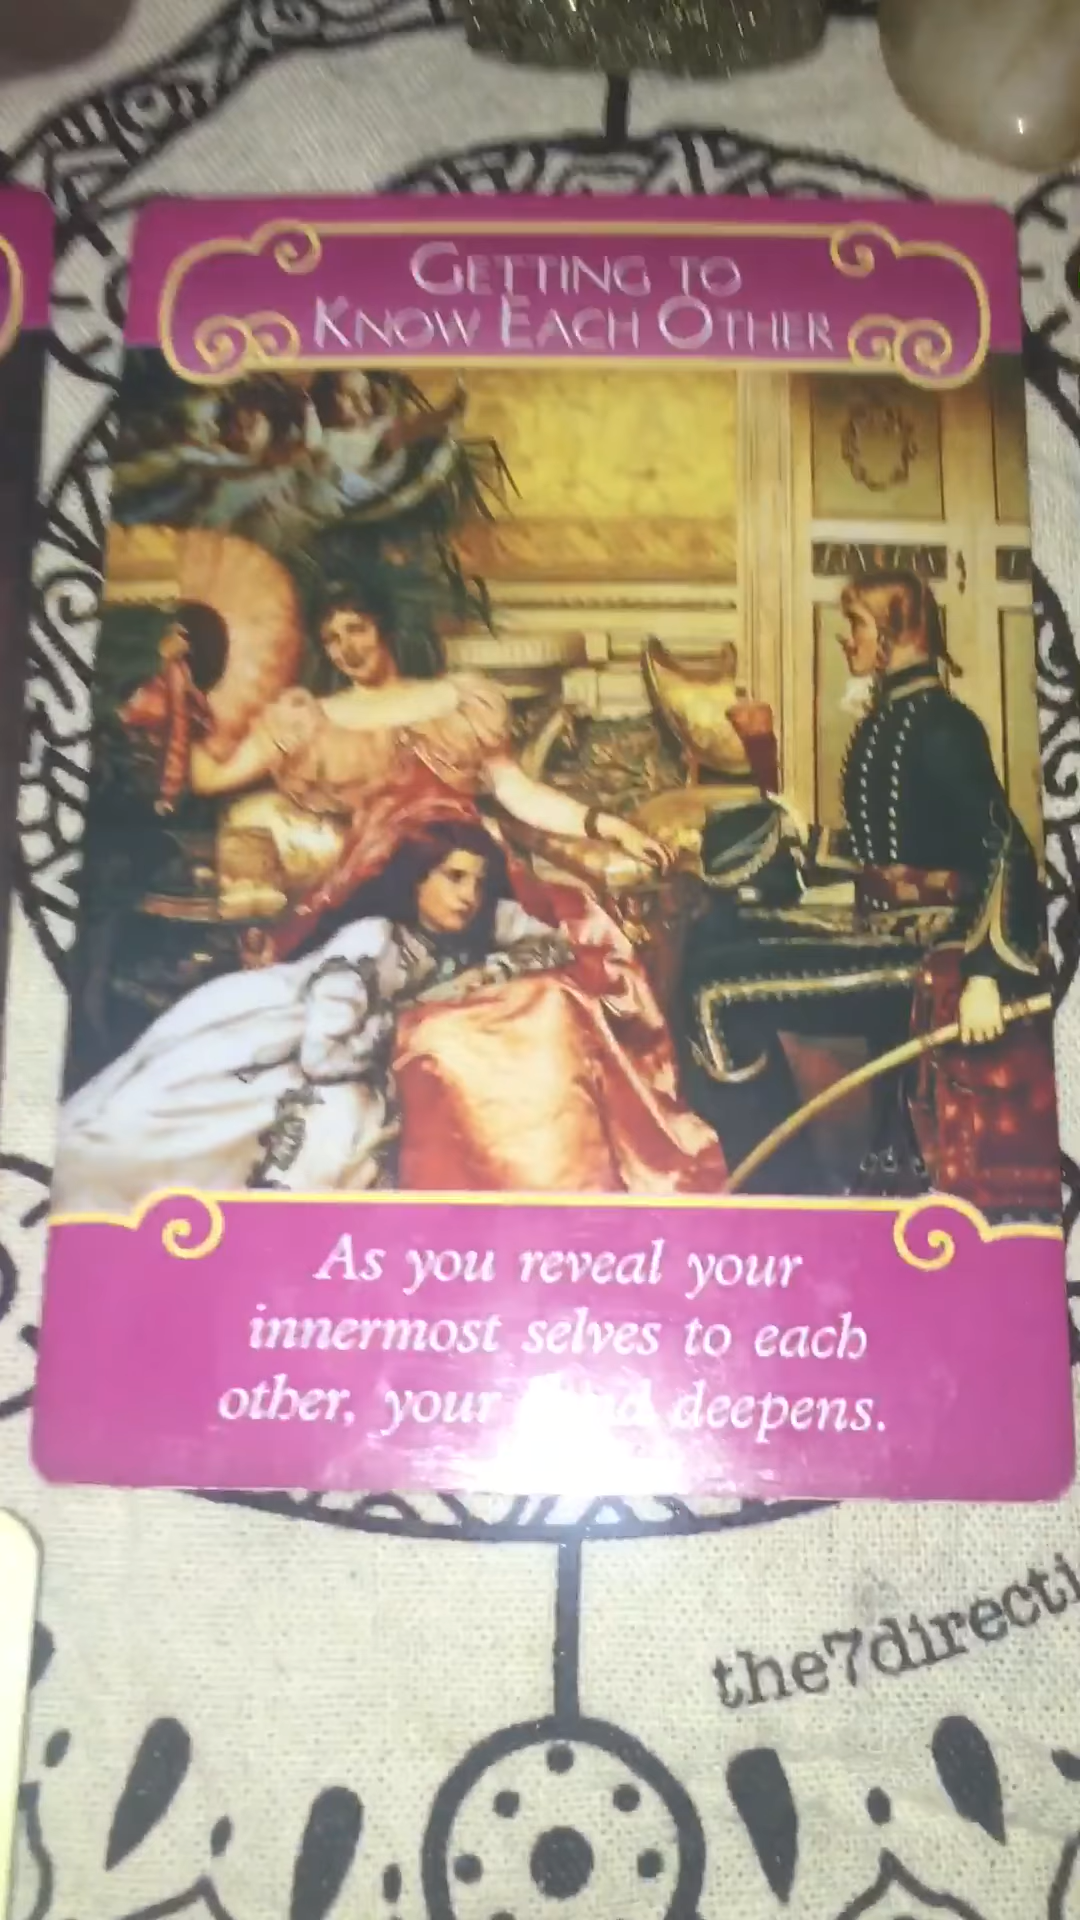 GETTING TO
KNOW EACH OTHER
As you reveal your
innermost selves to each
other, your deepens.
the7directi